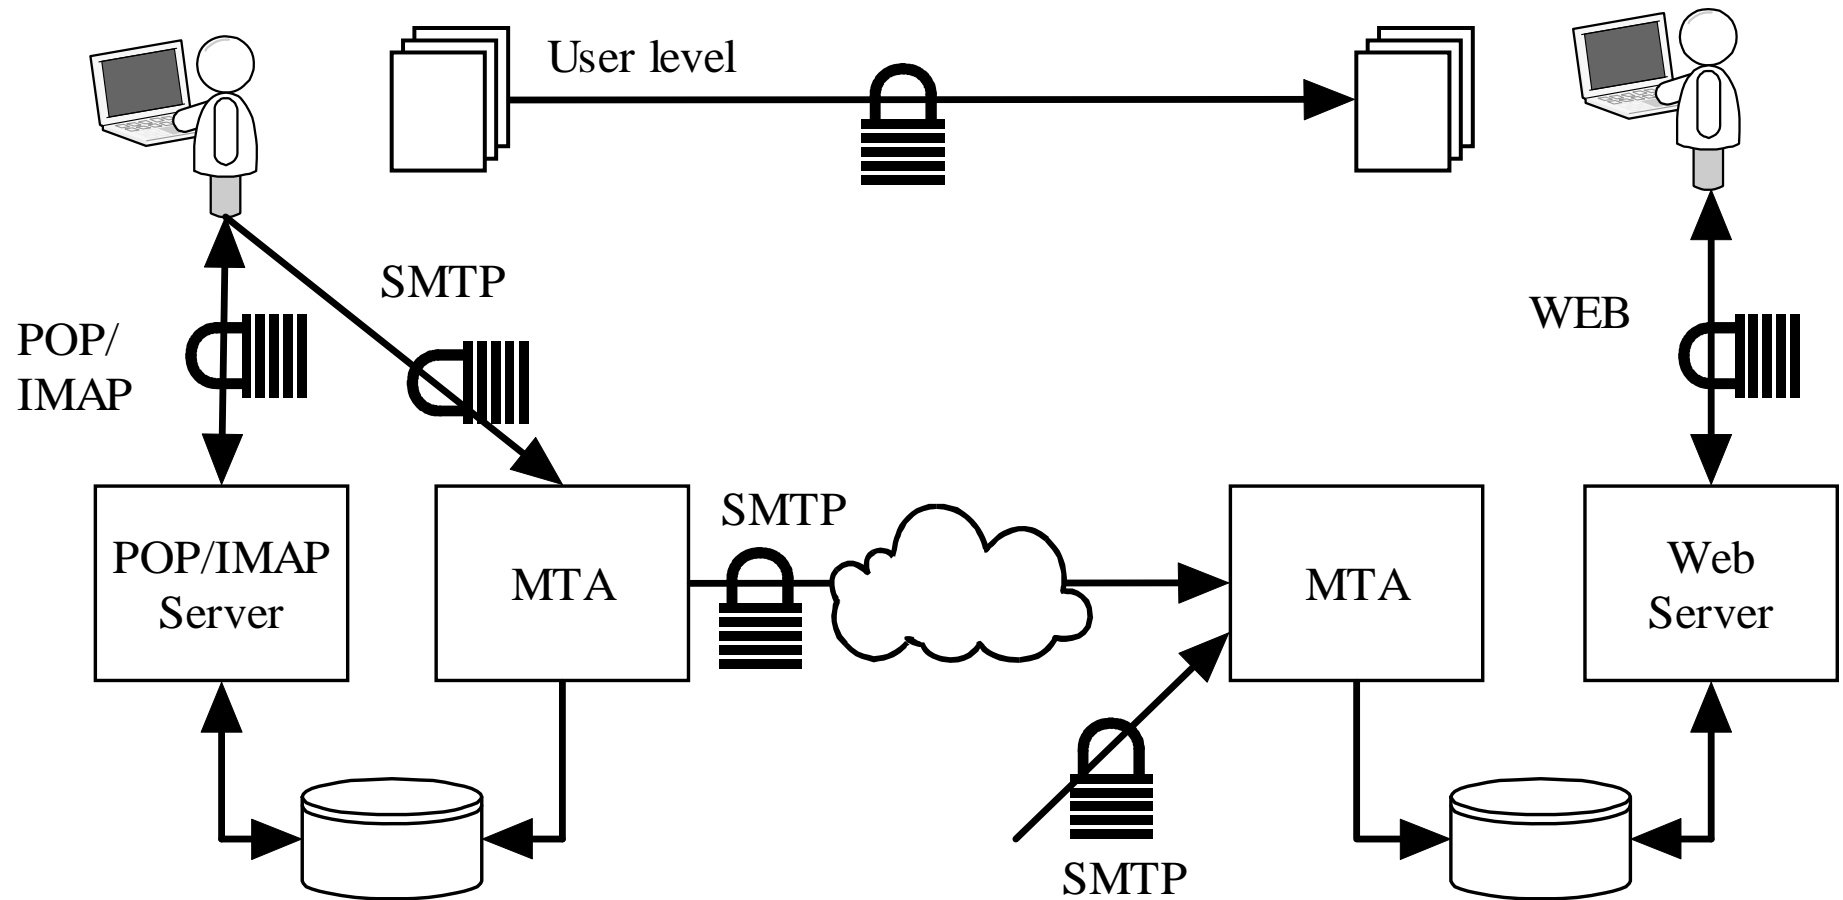 User level
SMTP
POP/
IMAP
WEB
SMTP
POP/IMAP
Server
MTA
MTA
Web
Server
SMTP